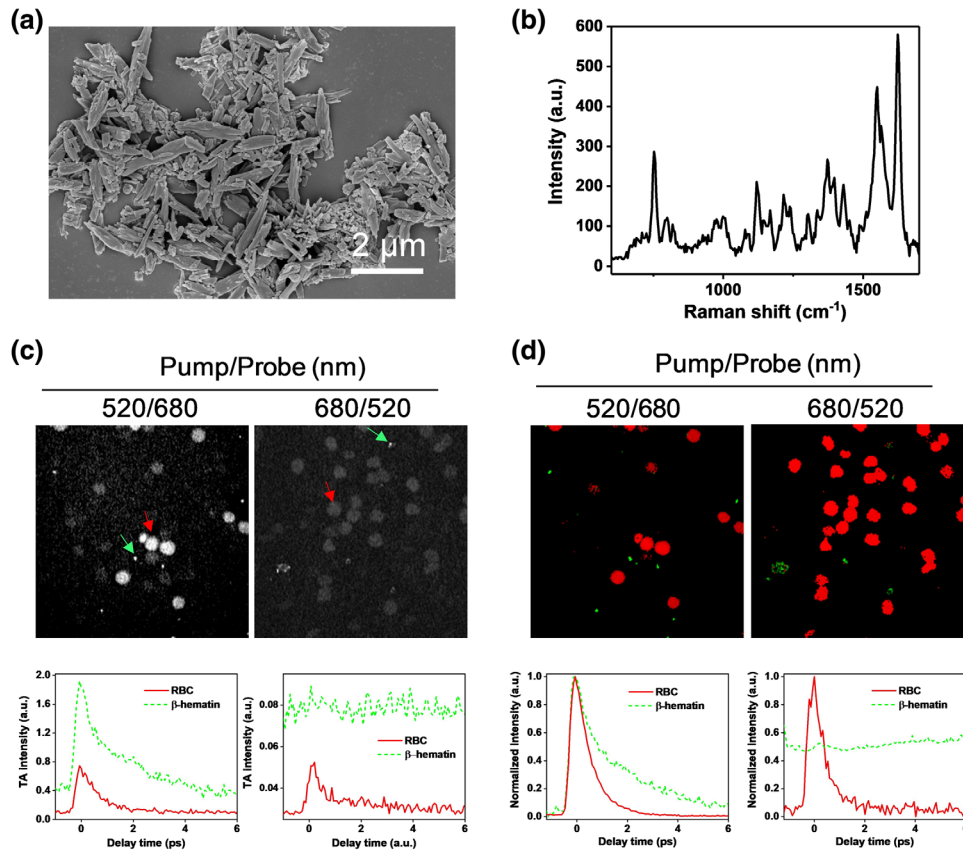 (a)
2 μm
(b)
600
500
400
300
200
100
0
Intensity (a.u.)
1000
1500
Raman shift (cm⁻¹)
(c)
Pump/Probe (nm)
520/680
680/520
(d)
Pump/Probe (nm)
520/680
680/520
2.0
1.6
1.2
0.8
0.4
0.0
TA Intensity (a.u.)
RBC
β-hematin
0 2 4 6
Delay time (ps)
0.08
0.06
0.04
TA Intensity (a.u.)
RBC
β-hematin
0 2 4 6
Delay time (a.u.)
1.0
0.8
0.6
0.4
0.2
0.0
Normalized Intensity (a.u.)
RBC
β-hematin
0 2 4 6
Delay time (ps)
1.0
0.8
0.6
0.4
0.2
0.0
Normalized Intensity (a.u.)
RBC
β-hematin
0 2 4 6
Delay time (ps)